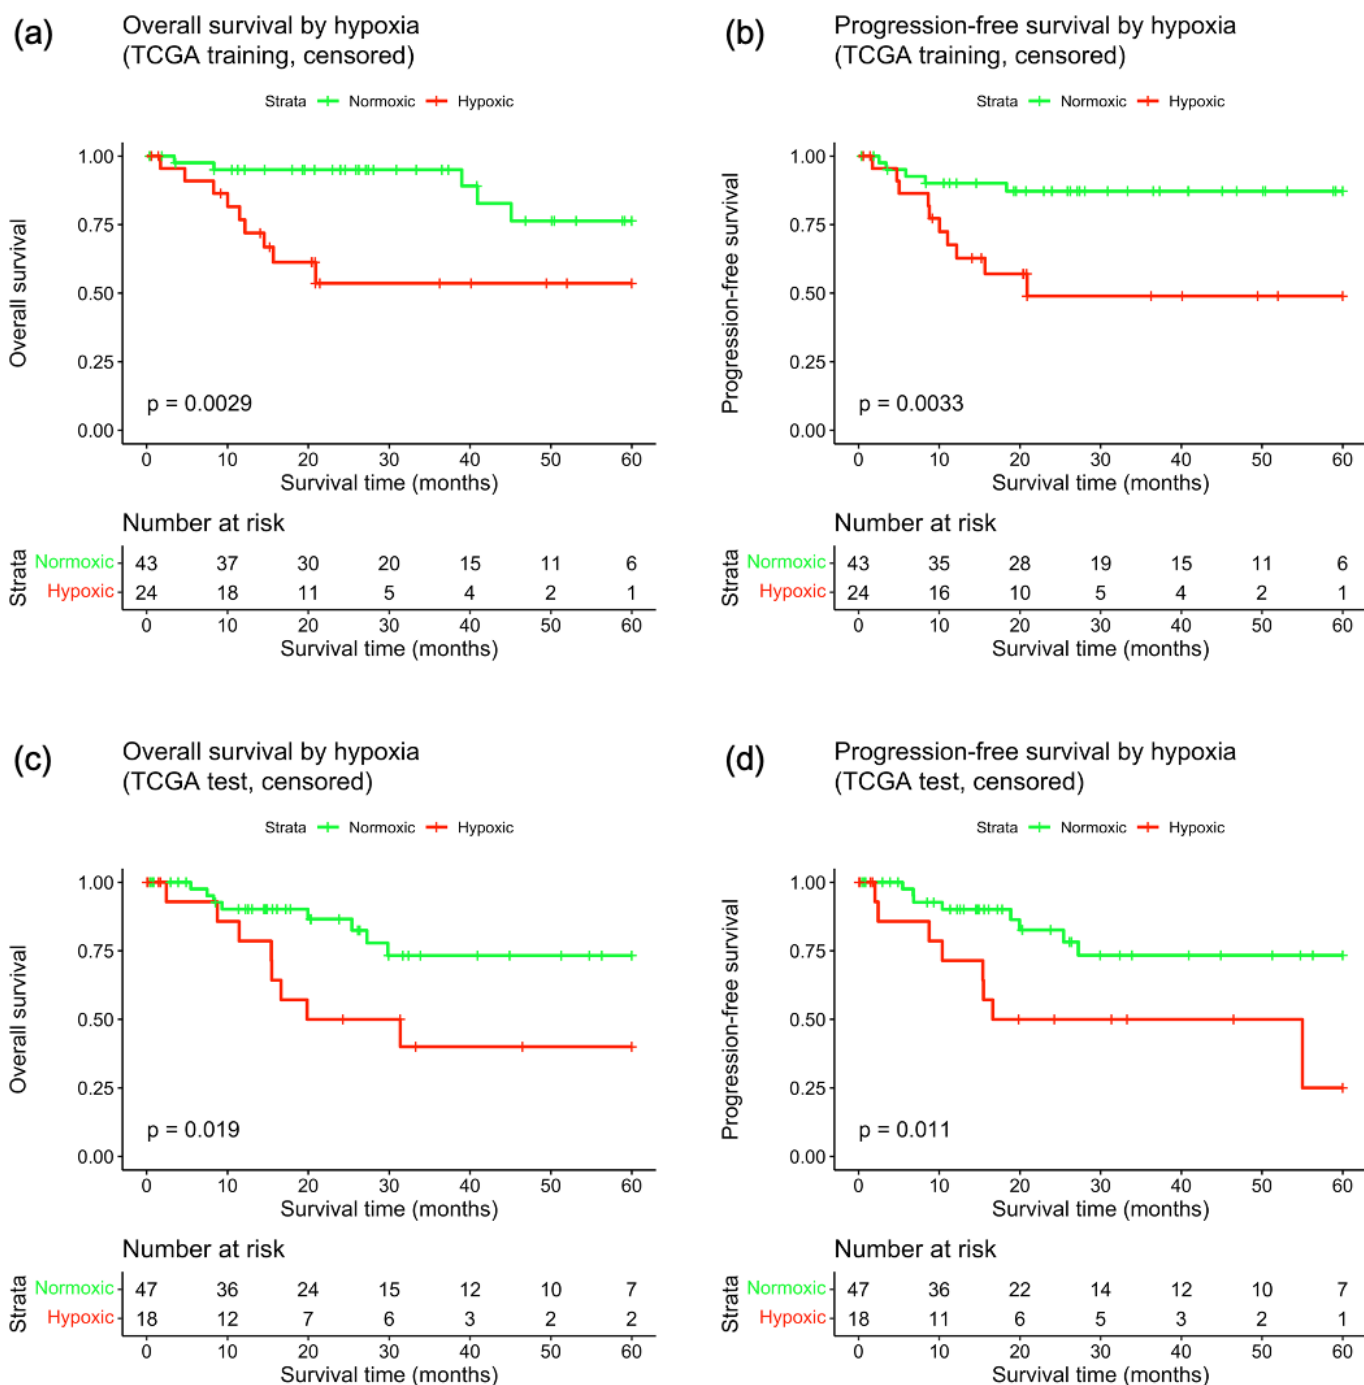 (a)
Overall survival by hypoxia
(TCGA training, censored)
Strata Normoxic Hypoxic
Overall survival
1.00
0.75
0.50
0.25
0.00
p = 0.0029
0 10 20 30 40 50 60
Survival time (months)
Number at risk
Strata
Normoxic 43 37 30 20 15 11 6
Hypoxic 24 18 11 5 4 2 1
0 10 20 30 40 50 60
Survival time (months)
(b)
Progression-free survival by hypoxia
(TCGA training, censored)
Strata Normoxic Hypoxic
Progression-free survival
1.00
0.75
0.50
0.25
0.00
p = 0.0033
0 10 20 30 40 50 60
Survival time (months)
Number at risk
Strata
Normoxic 43 35 28 19 15 11 6
Hypoxic 24 16 10 5 4 2 1
0 10 20 30 40 50 60
Survival time (months)
(c)
Overall survival by hypoxia
(TCGA test, censored)
Strata Normoxic Hypoxic
Overall survival
1.00
0.75
0.50
0.25
0.00
p = 0.019
0 10 20 30 40 50 60
Survival time (months)
Number at risk
Strata
Normoxic 47 36 24 15 12 10 7
Hypoxic 18 12 7 6 3 2 2
0 10 20 30 40 50 60
Survival time (months)
(d)
Progression-free survival by hypoxia
(TCGA test, censored)
Strata Normoxic Hypoxic
Progression-free survival
1.00
0.75
0.50
0.25
0.00
p = 0.011
0 10 20 30 40 50 60
Survival time (months)
Number at risk
Strata
Normoxic 47 36 22 14 12 10 7
Hypoxic 18 11 6 5 3 2 1
0 10 20 30 40 50 60
Survival time (months)